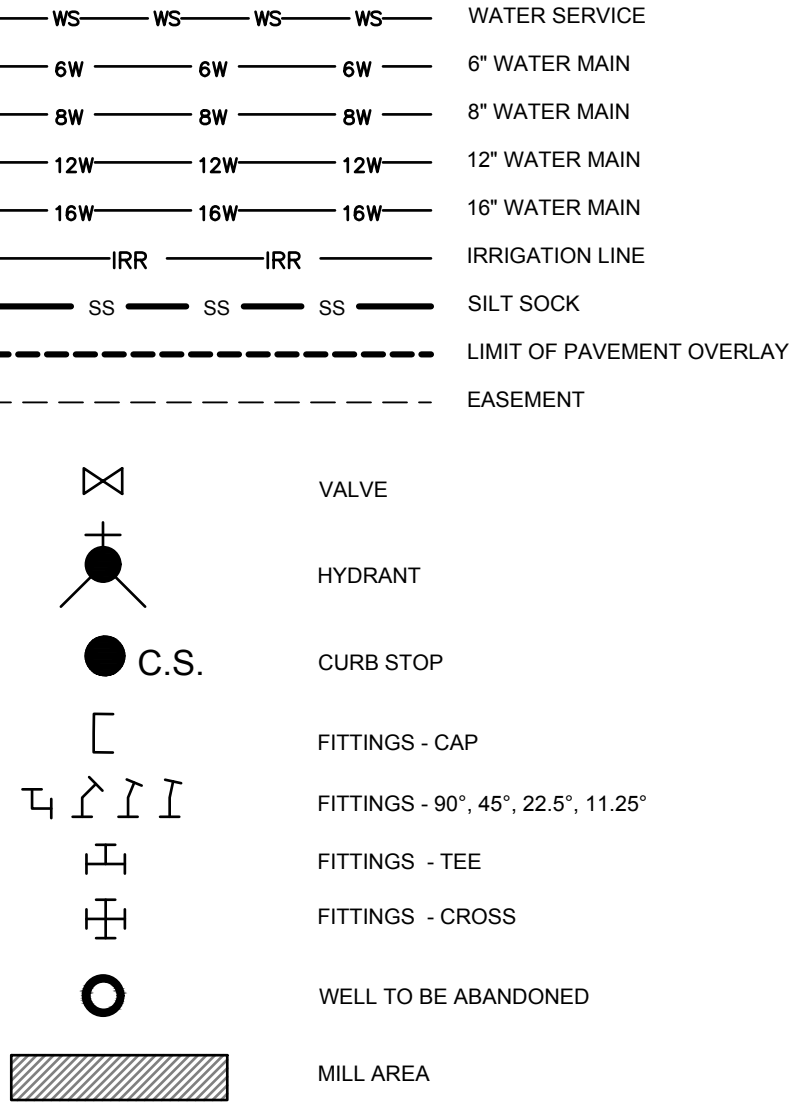 WS WS WS WS WATER SERVICE
6W 6W 6W 6" WATER MAIN
8W 8W 8W 8" WATER MAIN
12W 12W 12W 12" WATER MAIN
16W 16W 16W 16" WATER MAIN
IRR IRR IRRIGATION LINE
SS SS SS SILT SOCK
LIMIT OF PAVEMENT OVERLAY
EASEMENT
VALVE
HYDRANT
C.S. CURB STOP
FITTINGS - CAP
FITTINGS - 90°, 45°, 22.5°, 11.25°
FITTINGS - TEE
FITTINGS - CROSS
WELL TO BE ABANDONED
MILL AREA